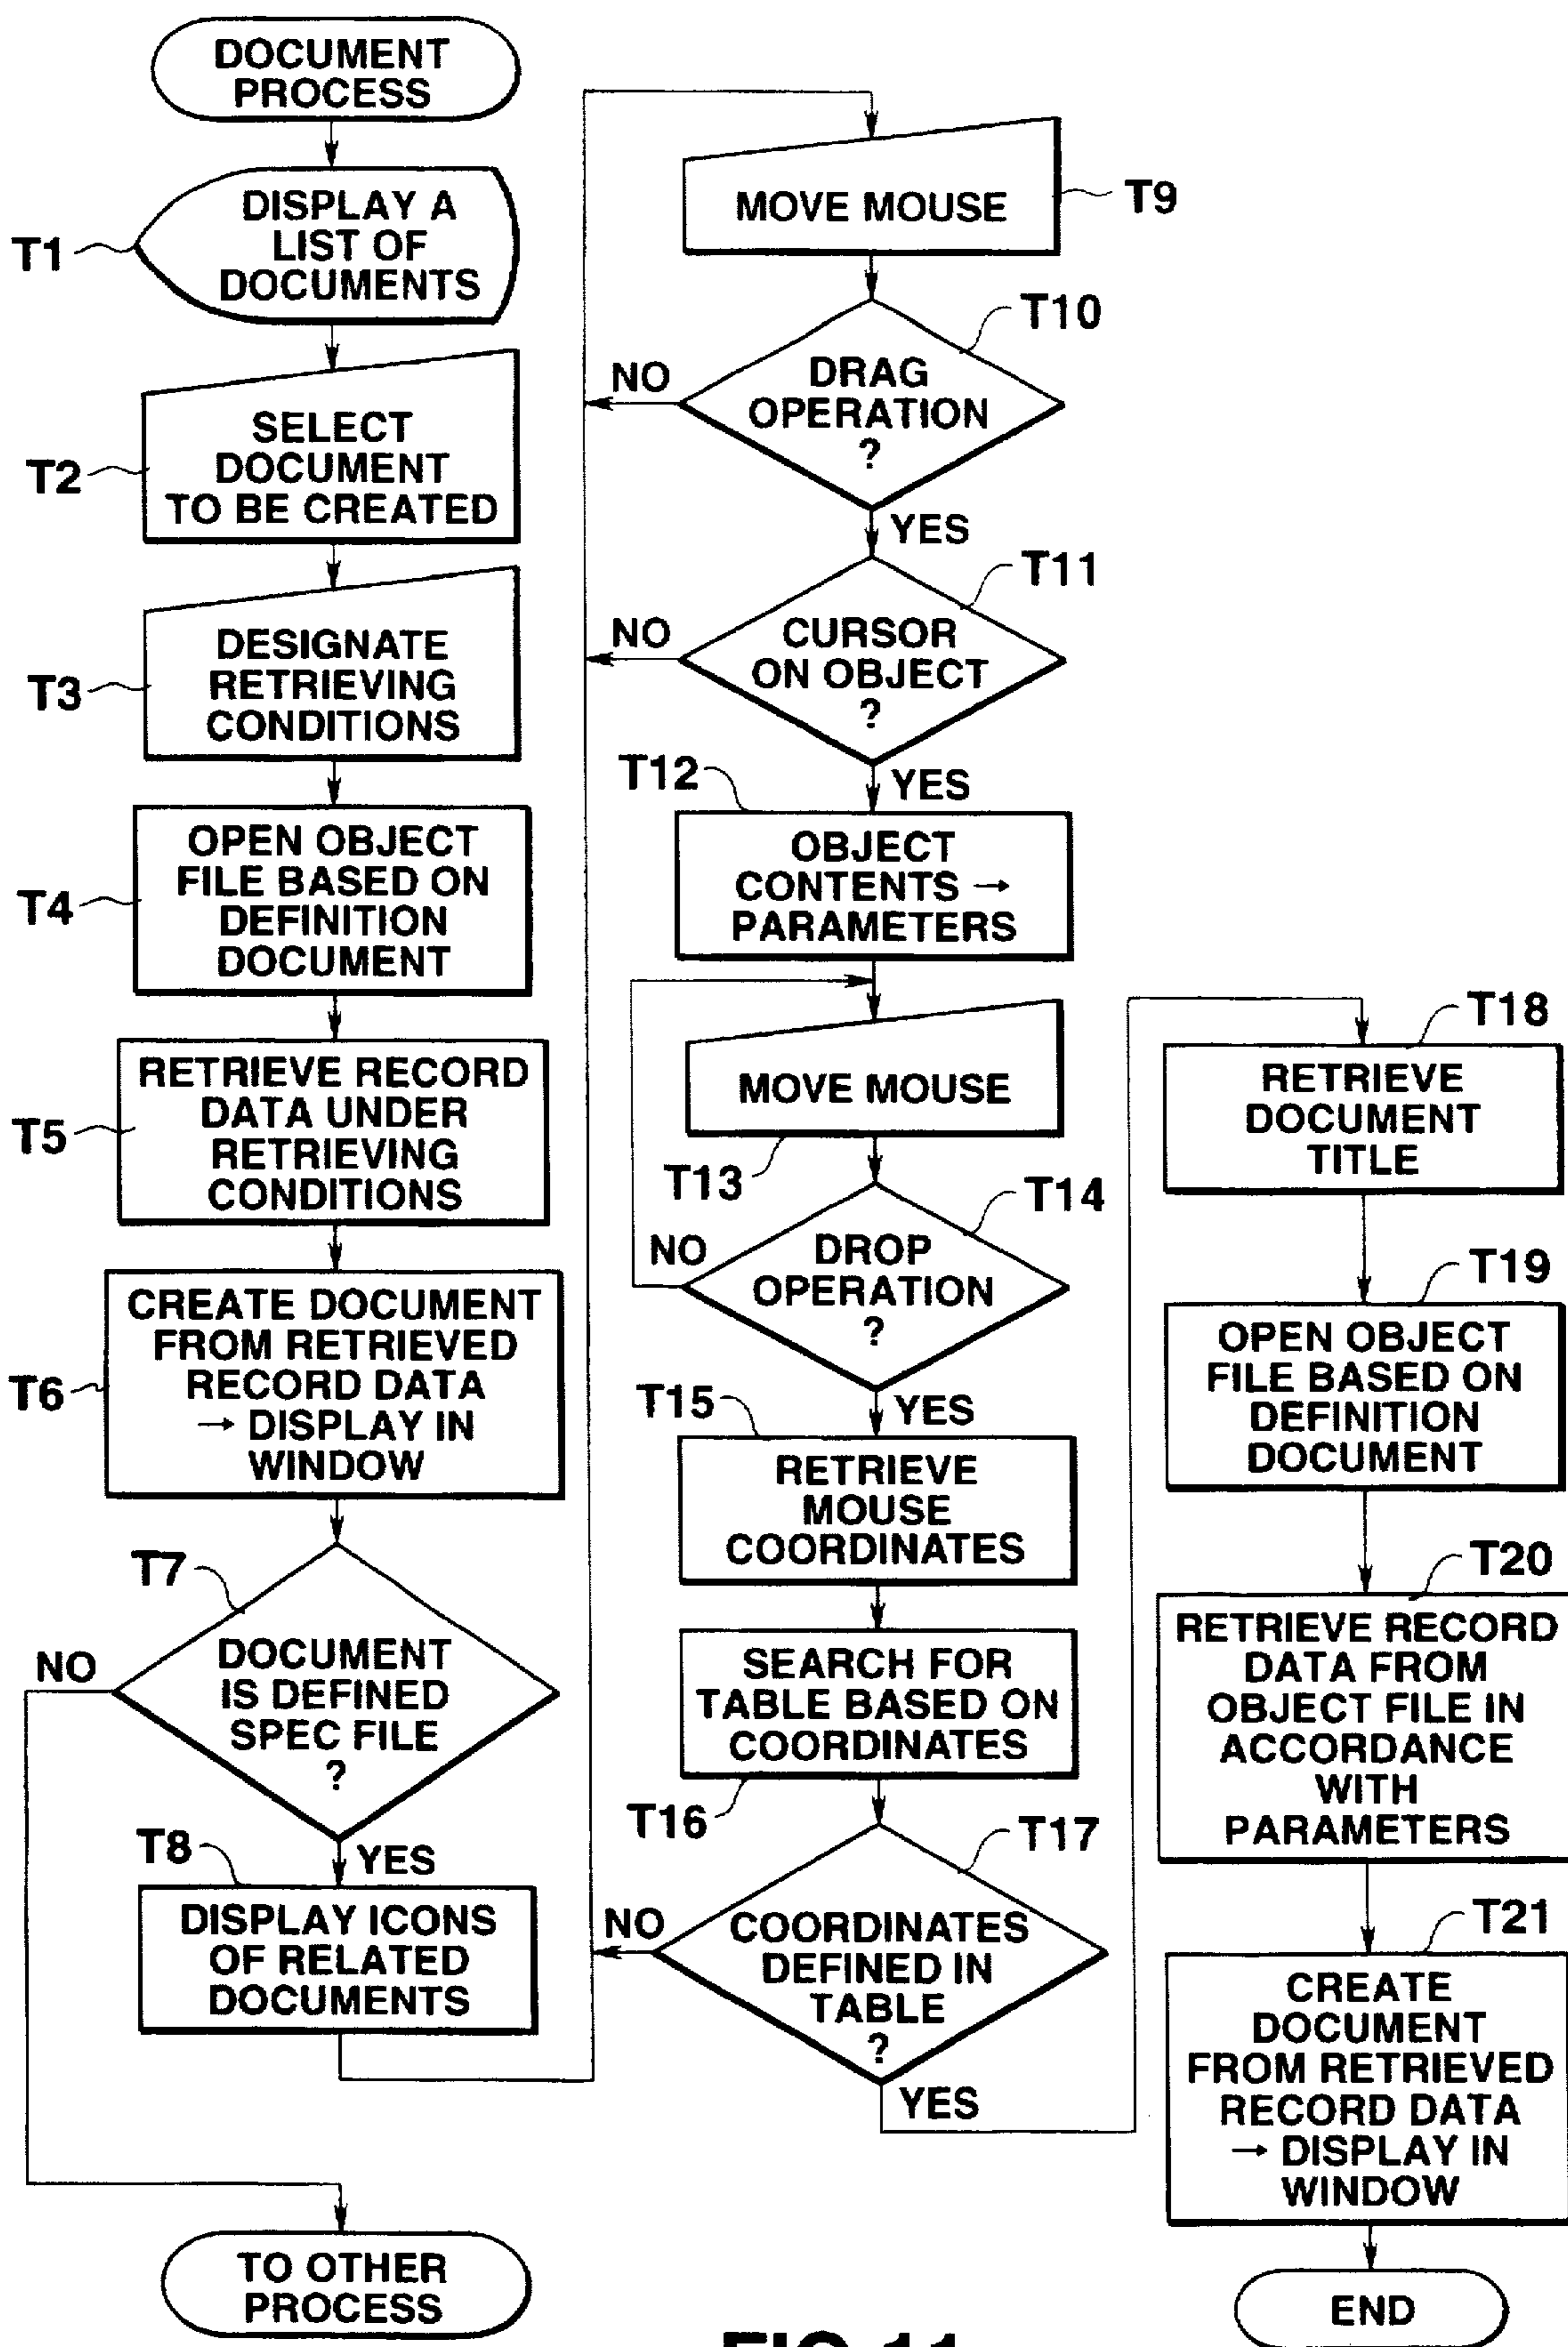 DOCUMENT
PROCESS
T1
DISPLAY A
LIST OF
DOCUMENTS
T2
SELECT
DOCUMENT
TO BE CREATED
T3
DESIGNATE
RETRIEVING
CONDITIONS
T4
OPEN OBJECT
FILE BASED ON
DEFINITION
DOCUMENT
T5
RETRIEVE RECORD
DATA UNDER
RETRIEVING
CONDITIONS
T6
CREATE DOCUMENT
FROM RETRIEVED
RECORD DATA
→ DISPLAY IN
WINDOW
T7
NO
DOCUMENT
IS DEFINED
SPEC FILE
?
YES
T8
DISPLAY ICONS
OF RELATED
DOCUMENTS
TO OTHER
PROCESS
MOVE MOUSE
T9
T10
NO
DRAG
OPERATION
?
YES
T11
NO
CURSOR
ON OBJECT
?
YES
T12
OBJECT
CONTENTS →
PARAMETERS
MOVE MOUSE
T13
T14
NO
DROP
OPERATION
?
YES
T15
RETRIEVE
MOUSE
COORDINATES
SEARCH FOR
TABLE BASED ON
COORDINATES
T16
T17
NO
COORDINATES
DEFINED IN
TABLE
?
YES
T18
RETRIEVE
DOCUMENT
TITLE
T19
OPEN OBJECT
FILE BASED ON
DEFINITION
DOCUMENT
T20
RETRIEVE RECORD
DATA FROM
OBJECT FILE IN
ACCORDANCE
WITH
PARAMETERS
T21
CREATE
DOCUMENT
FROM RETRIEVED
RECORD DATA
→ DISPLAY IN
WINDOW
END
FIG.11